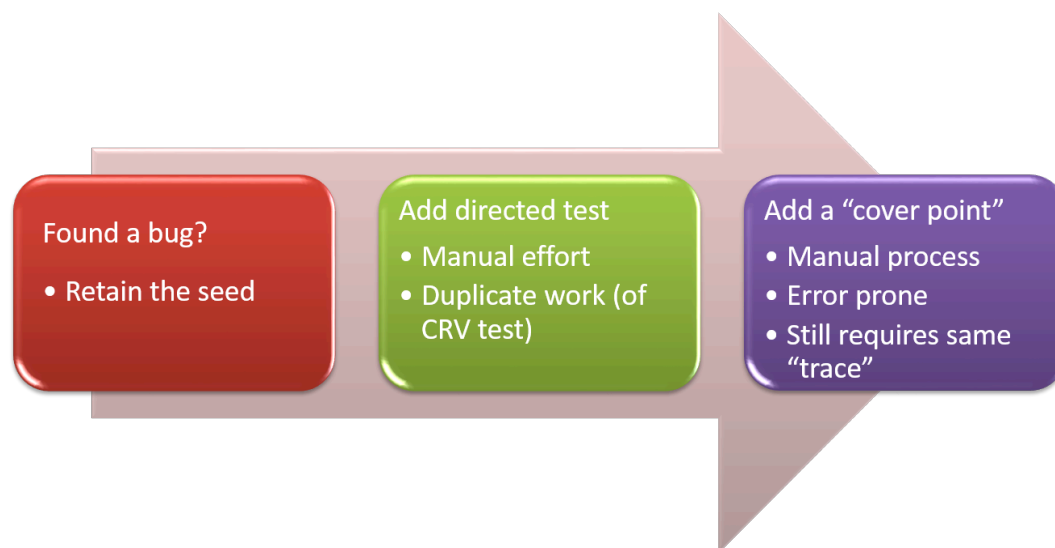 Found a bug?
• Retain the seed
Add directed test
• Manual effort
• Duplicate work (of
CRV test)
Add a “cover point”
• Manual process
• Error prone
• Still requires same
“trace”